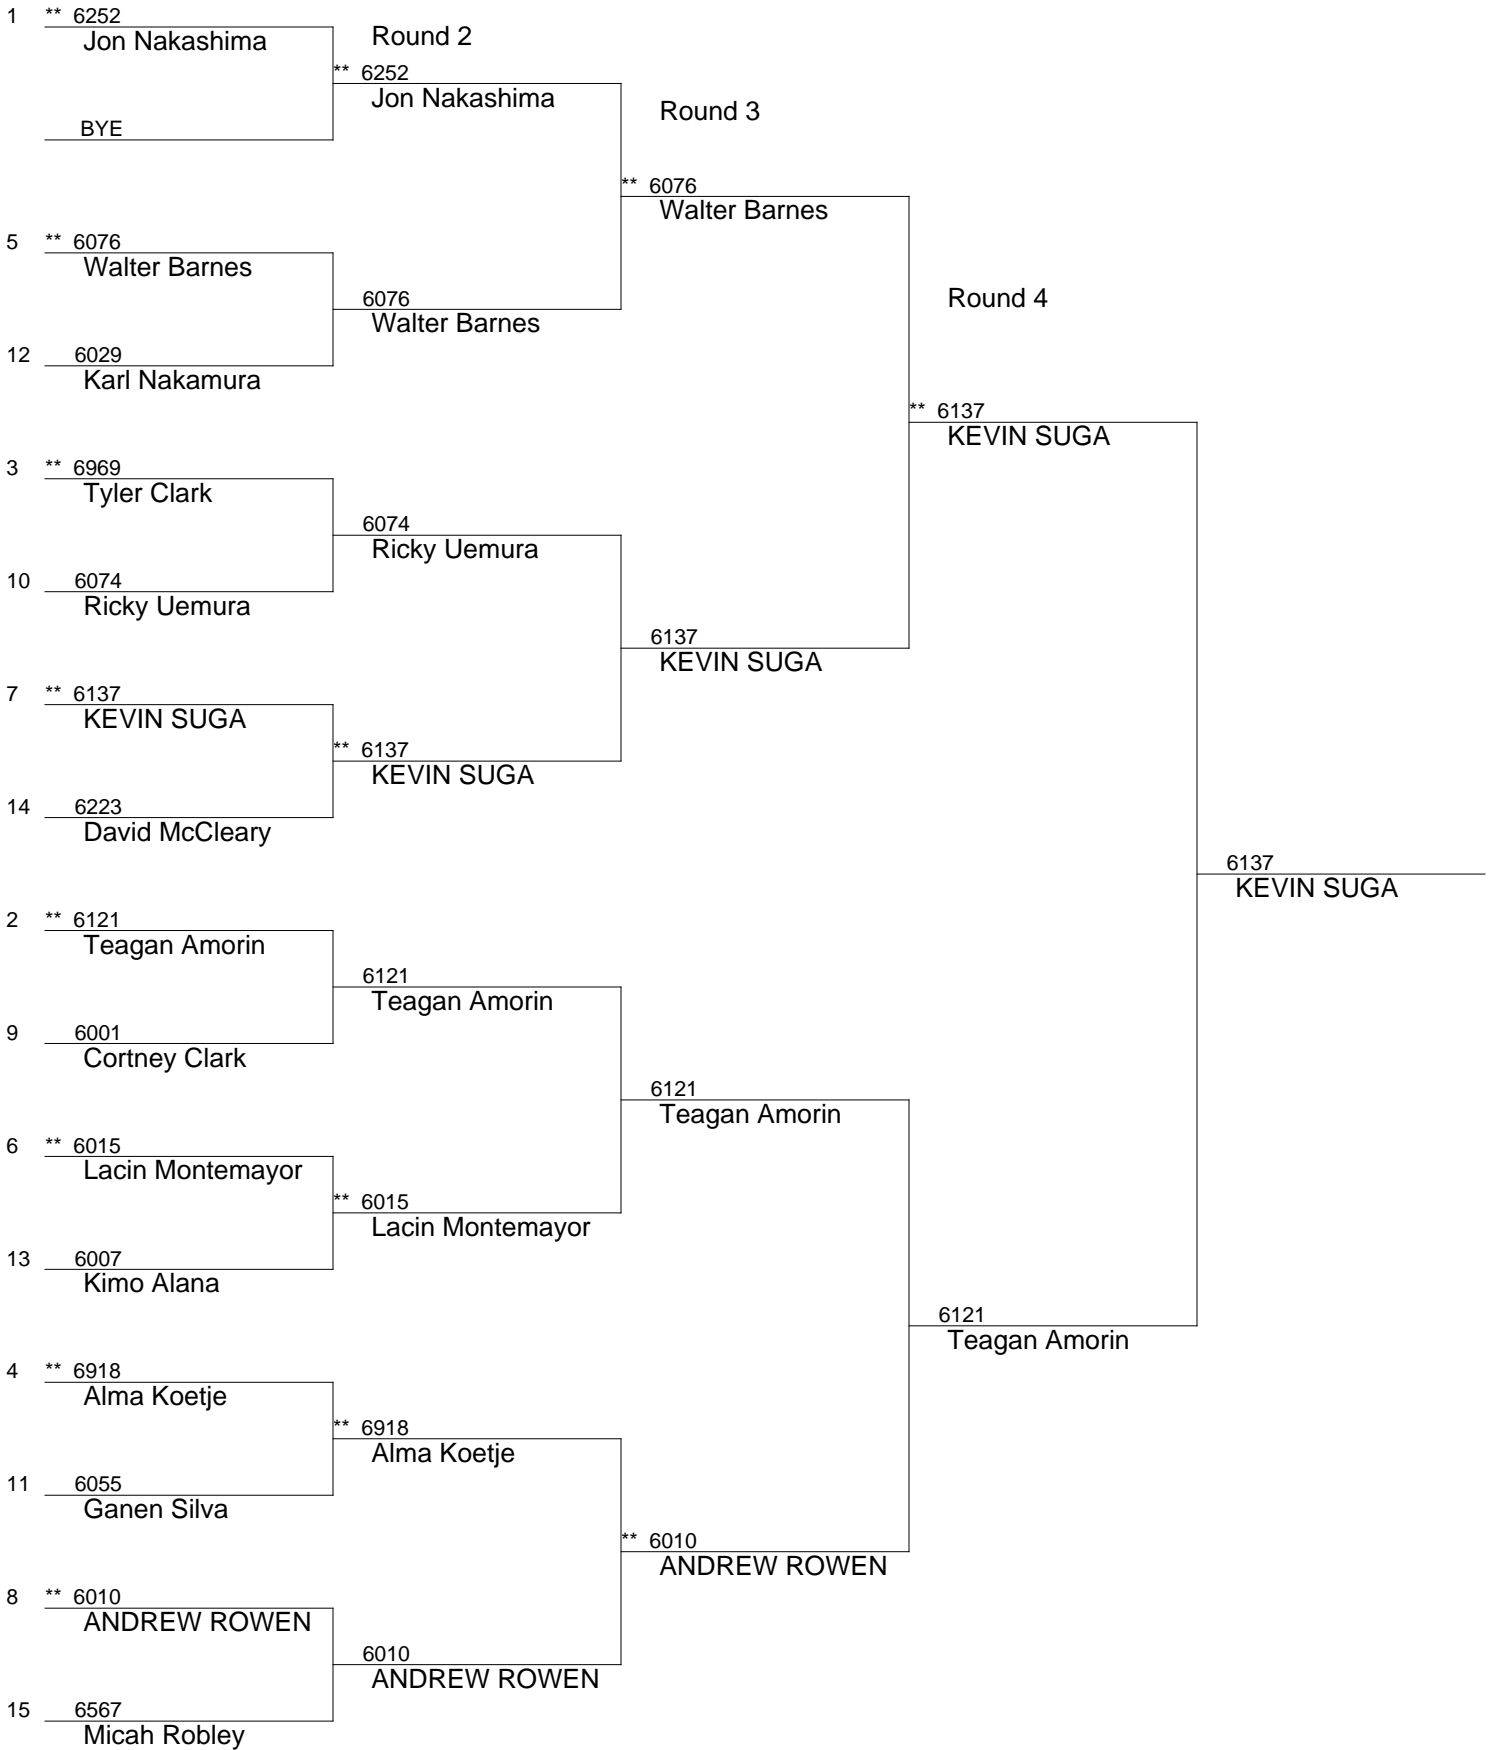 1 ** 6252
Jon Nakashima
Round 2
** 6252
Jon Nakashima
Round 3
BYE
** 6076
Walter Barnes
5 ** 6076
Walter Barnes
6076
Walter Barnes
Round 4
12 6029
Karl Nakamura
** 6137
KEVIN SUGA
3 ** 6969
Tyler Clark
6074
Ricky Uemura
10 6074
Ricky Uemura
6137
KEVIN SUGA
7 ** 6137
KEVIN SUGA
** 6137
KEVIN SUGA
14 6223
David McCleary
6137
KEVIN SUGA
2 ** 6121
Teagan Amorin
6121
Teagan Amorin
9 6001
Cortney Clark
6121
Teagan Amorin
6 ** 6015
Lacin Montemayor
** 6015
Lacin Montemayor
13 6007
Kimo Alana
6121
Teagan Amorin
4 ** 6918
Alma Koetje
** 6918
Alma Koetje
11 6055
Ganen Silva
** 6010
ANDREW ROWEN
8 ** 6010
ANDREW ROWEN
6010
ANDREW ROWEN
15 6567
Micah Robley